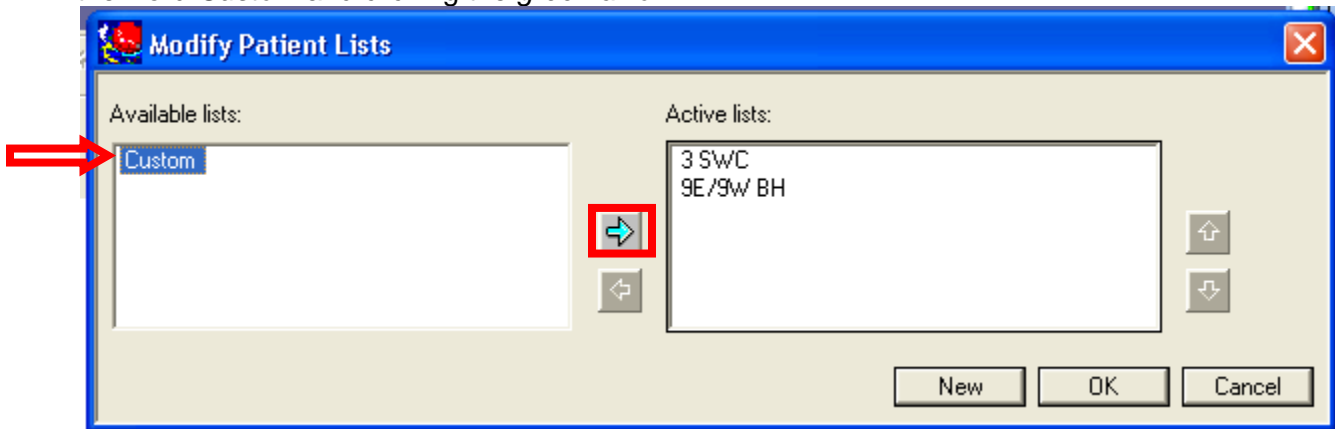 Modify Patient Lists
Available lists:
Active lists:
Custom
3 SWC
9E/9W BH
New
OK
Cancel